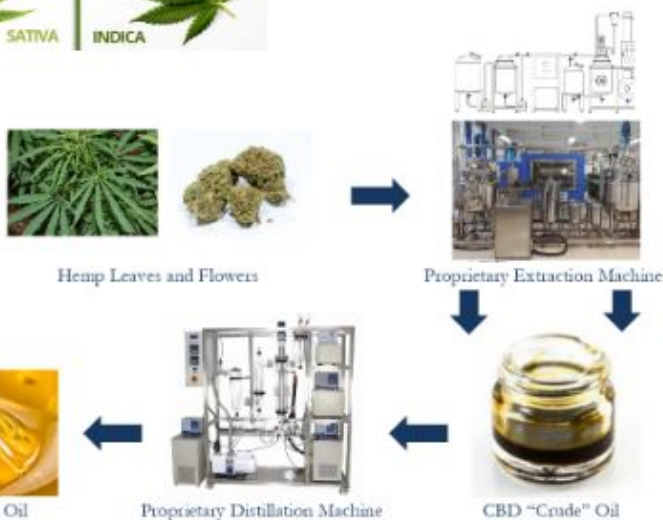 SATIVA INDICA
Hemp Leaves and Flowers
Proprietary Extraction Machine
Oil
Proprietary Distillation Machine
CBD “Crude” Oil